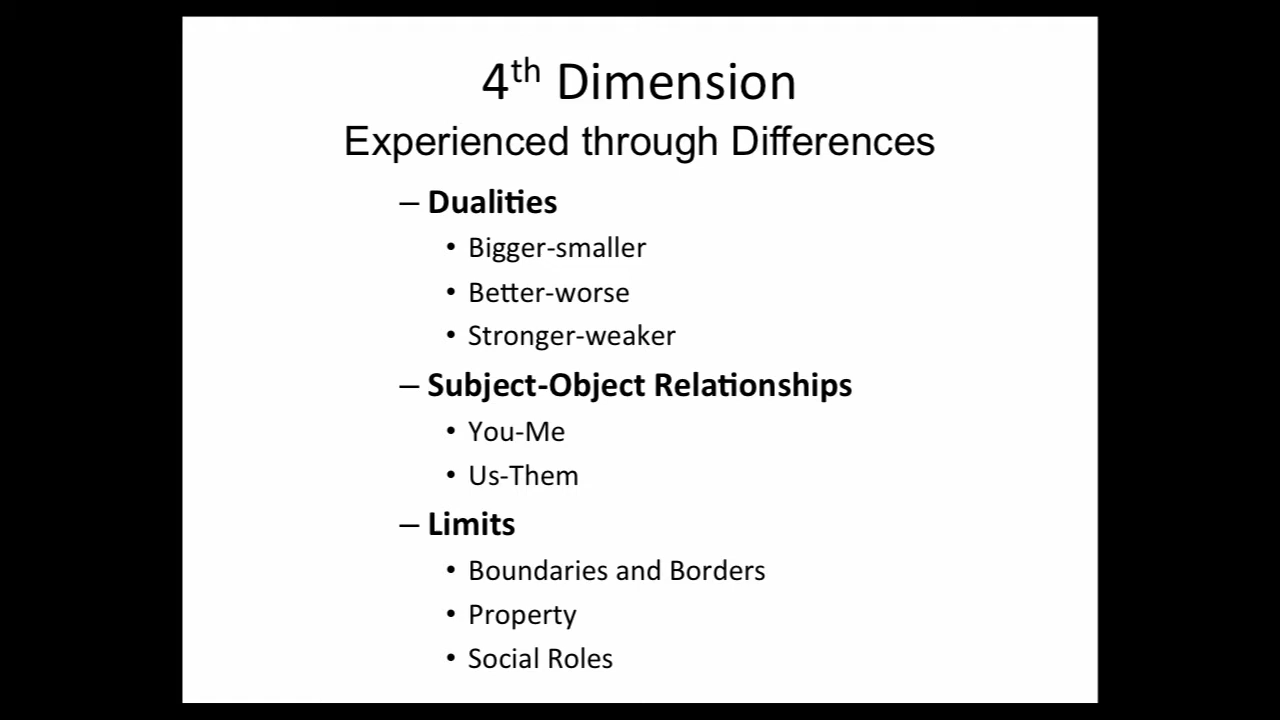 4th Dimension
Experienced through Differences
– Dualities
• Bigger-smaller
• Better-worse
• Stronger-weaker
– Subject-Object Relationships
• You-Me
• Us-Them
– Limits
• Boundaries and Borders
• Property
• Social Roles